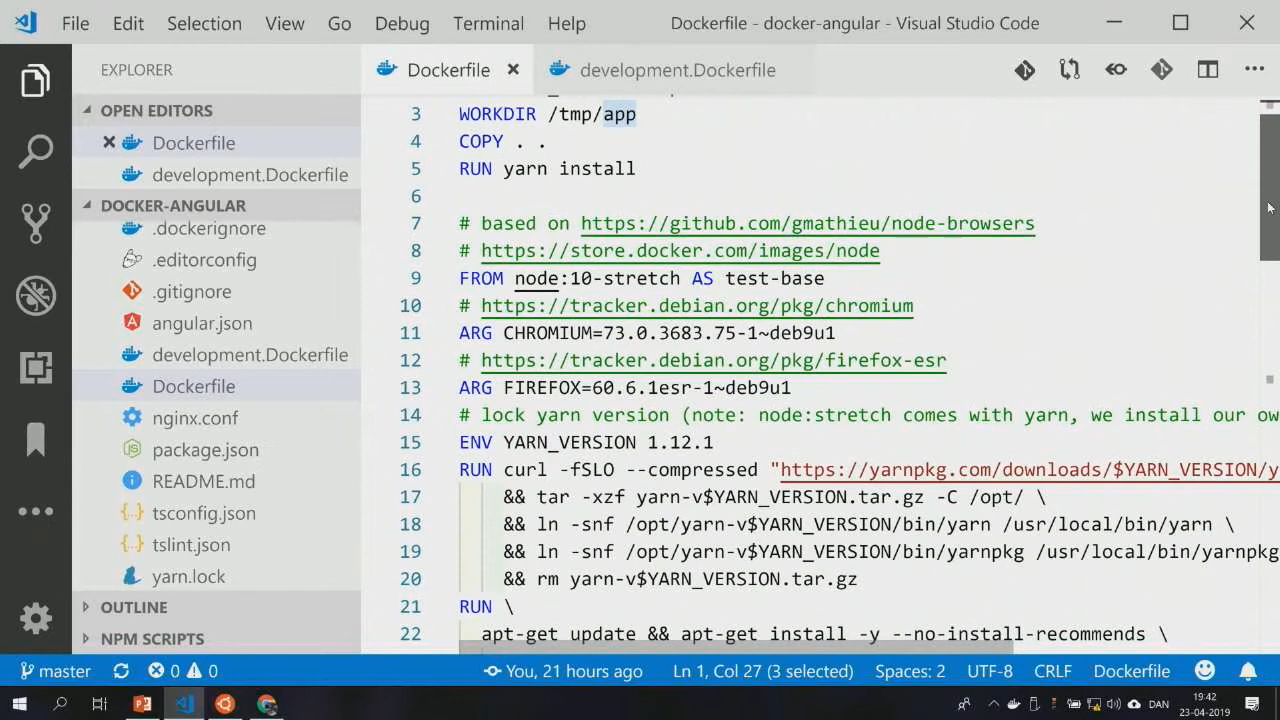 File Edit Selection View Go Debug Terminal Help Dockerfile - docker-angular - Visual Studio Code
EXPLORER
Dockerfile
development.Dockerfile
OPEN EDITORS
Dockerfile
development.Dockerfile
DOCKER-ANGULAR
.dockerignore
.editorconfig
.gitignore
angular.json
development.Dockerfile
Dockerfile
nginx.conf
package.json
README.md
tsconfig.json
tslint.json
yarn.lock
OUTLINE
NPM SCRIPTS
3 WORKDIR /tmp/app
4 COPY . .
5 RUN yarn install
6
7 # based on https://github.com/gmathieu/node-browsers
8 # https://store.docker.com/images/node
9 FROM node:10-stretch AS test-base
10 # https://tracker.debian.org/pkg/chromium
11 ARG CHROMIUM=73.0.3683.75-1~deb9u1
12 # https://tracker.debian.org/pkg/firefox-esr
13 ARG FIREFOX=60.6.1esr-1~deb9u1
14 # lock yarn version (note: node:stretch comes with yarn, we install our ow
15 ENV YARN_VERSION 1.12.1
16 RUN curl -fSLO --compressed "https://yarnpkg.com/downloads/$YARN_VERSION/y
17 && tar -xzf yarn-v$YARN_VERSION.tar.gz -C /opt/ \
18 && ln -snf /opt/yarn-v$YARN_VERSION/bin/yarn /usr/local/bin/yarn \
19 && ln -snf /opt/yarn-v$YARN_VERSION/bin/yarnpkg /usr/local/bin/yarnpkg
20 && rm yarn-v$YARN_VERSION.tar.gz
21 RUN \
22 apt-get update && apt-get install -y --no-install-recommends \
master 0 0 You, 21 hours ago Ln 1, Col 27 (3 selected) Spaces: 2 UTF-8 CRLF Dockerfile
DAN 19:42
23-04-2019